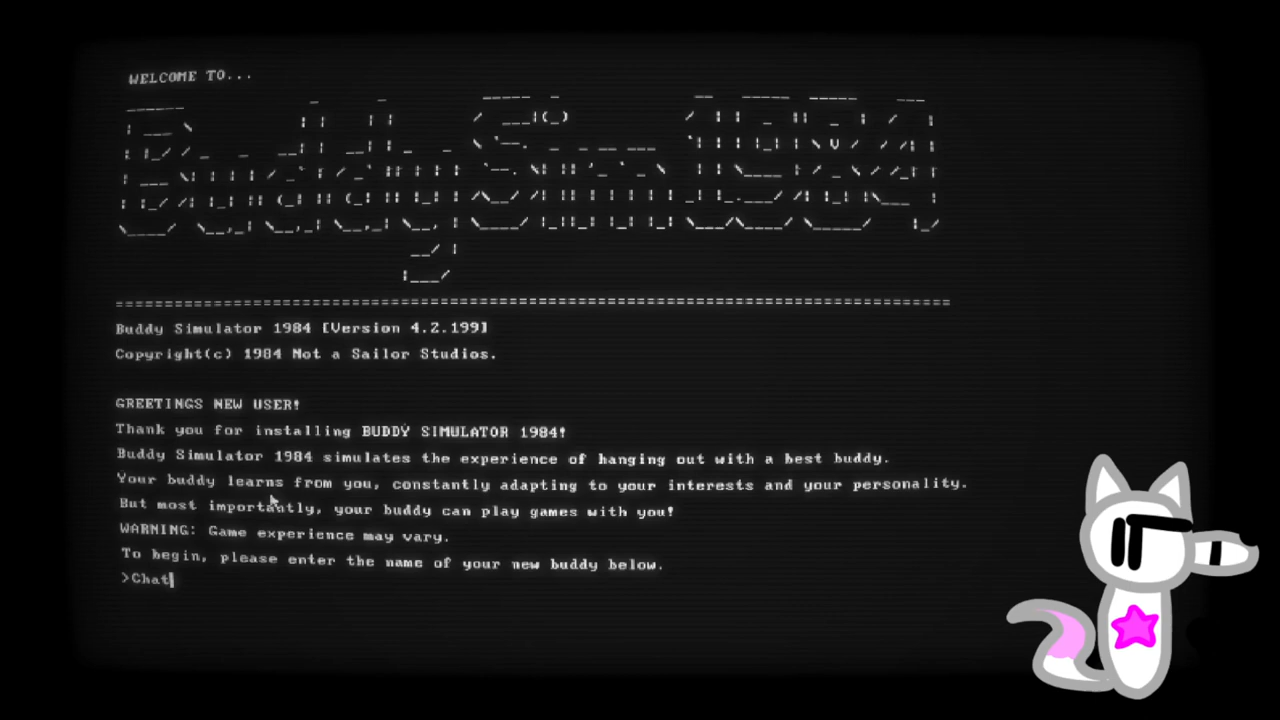 WELCOME TO...
Buddy Sim 1984
==================================================================================
Buddy Simulator 1984 [Version 4.2.199]
Copyright(c) 1984 Not a Sailor Studios.
GREETINGS NEW USER!
Thank you for installing BUDDY SIMULATOR 1984!
Buddy Simulator 1984 simulates the experience of hanging out with a best buddy.
Your buddy learns from you, constantly adapting to your interests and your personality.
But most importantly, your buddy can play games with you!
WARNING: Game experience may vary.
To begin, please enter the name of your new buddy below.
>Chat